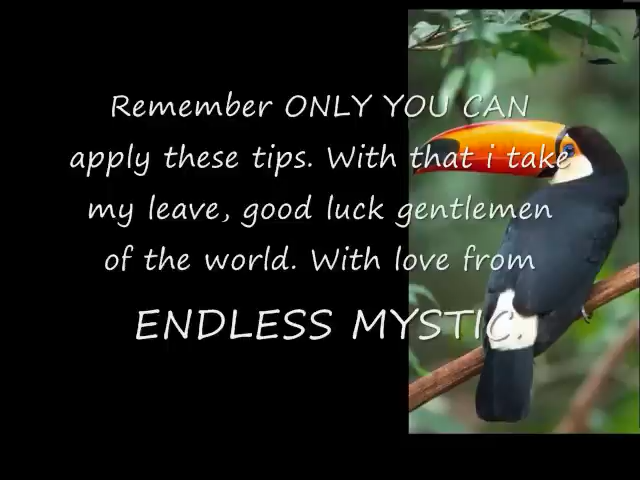 Remember ONLY YOU CAN
apply these tips. With that i take
my leave, good luck gentlemen
of the world. With love from
ENDLESS MYSTIC.